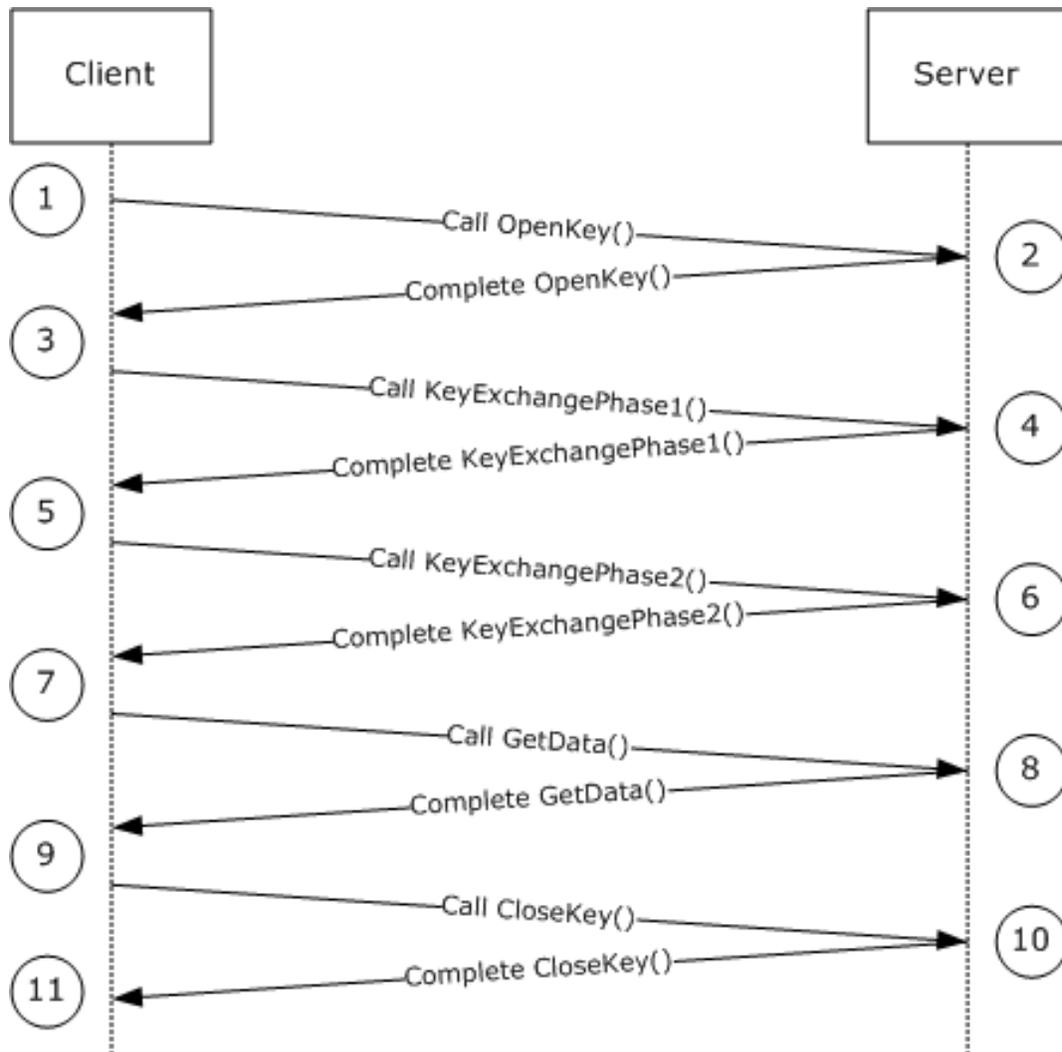 Client
Server
1
Call OpenKey()
2
Complete OpenKey()
3
Call KeyExchangePhase1()
4
Complete KeyExchangePhase1()
5
Call KeyExchangePhase2()
6
Complete KeyExchangePhase2()
7
Call GetData()
8
Complete GetData()
9
Call CloseKey()
10
Complete CloseKey()
11